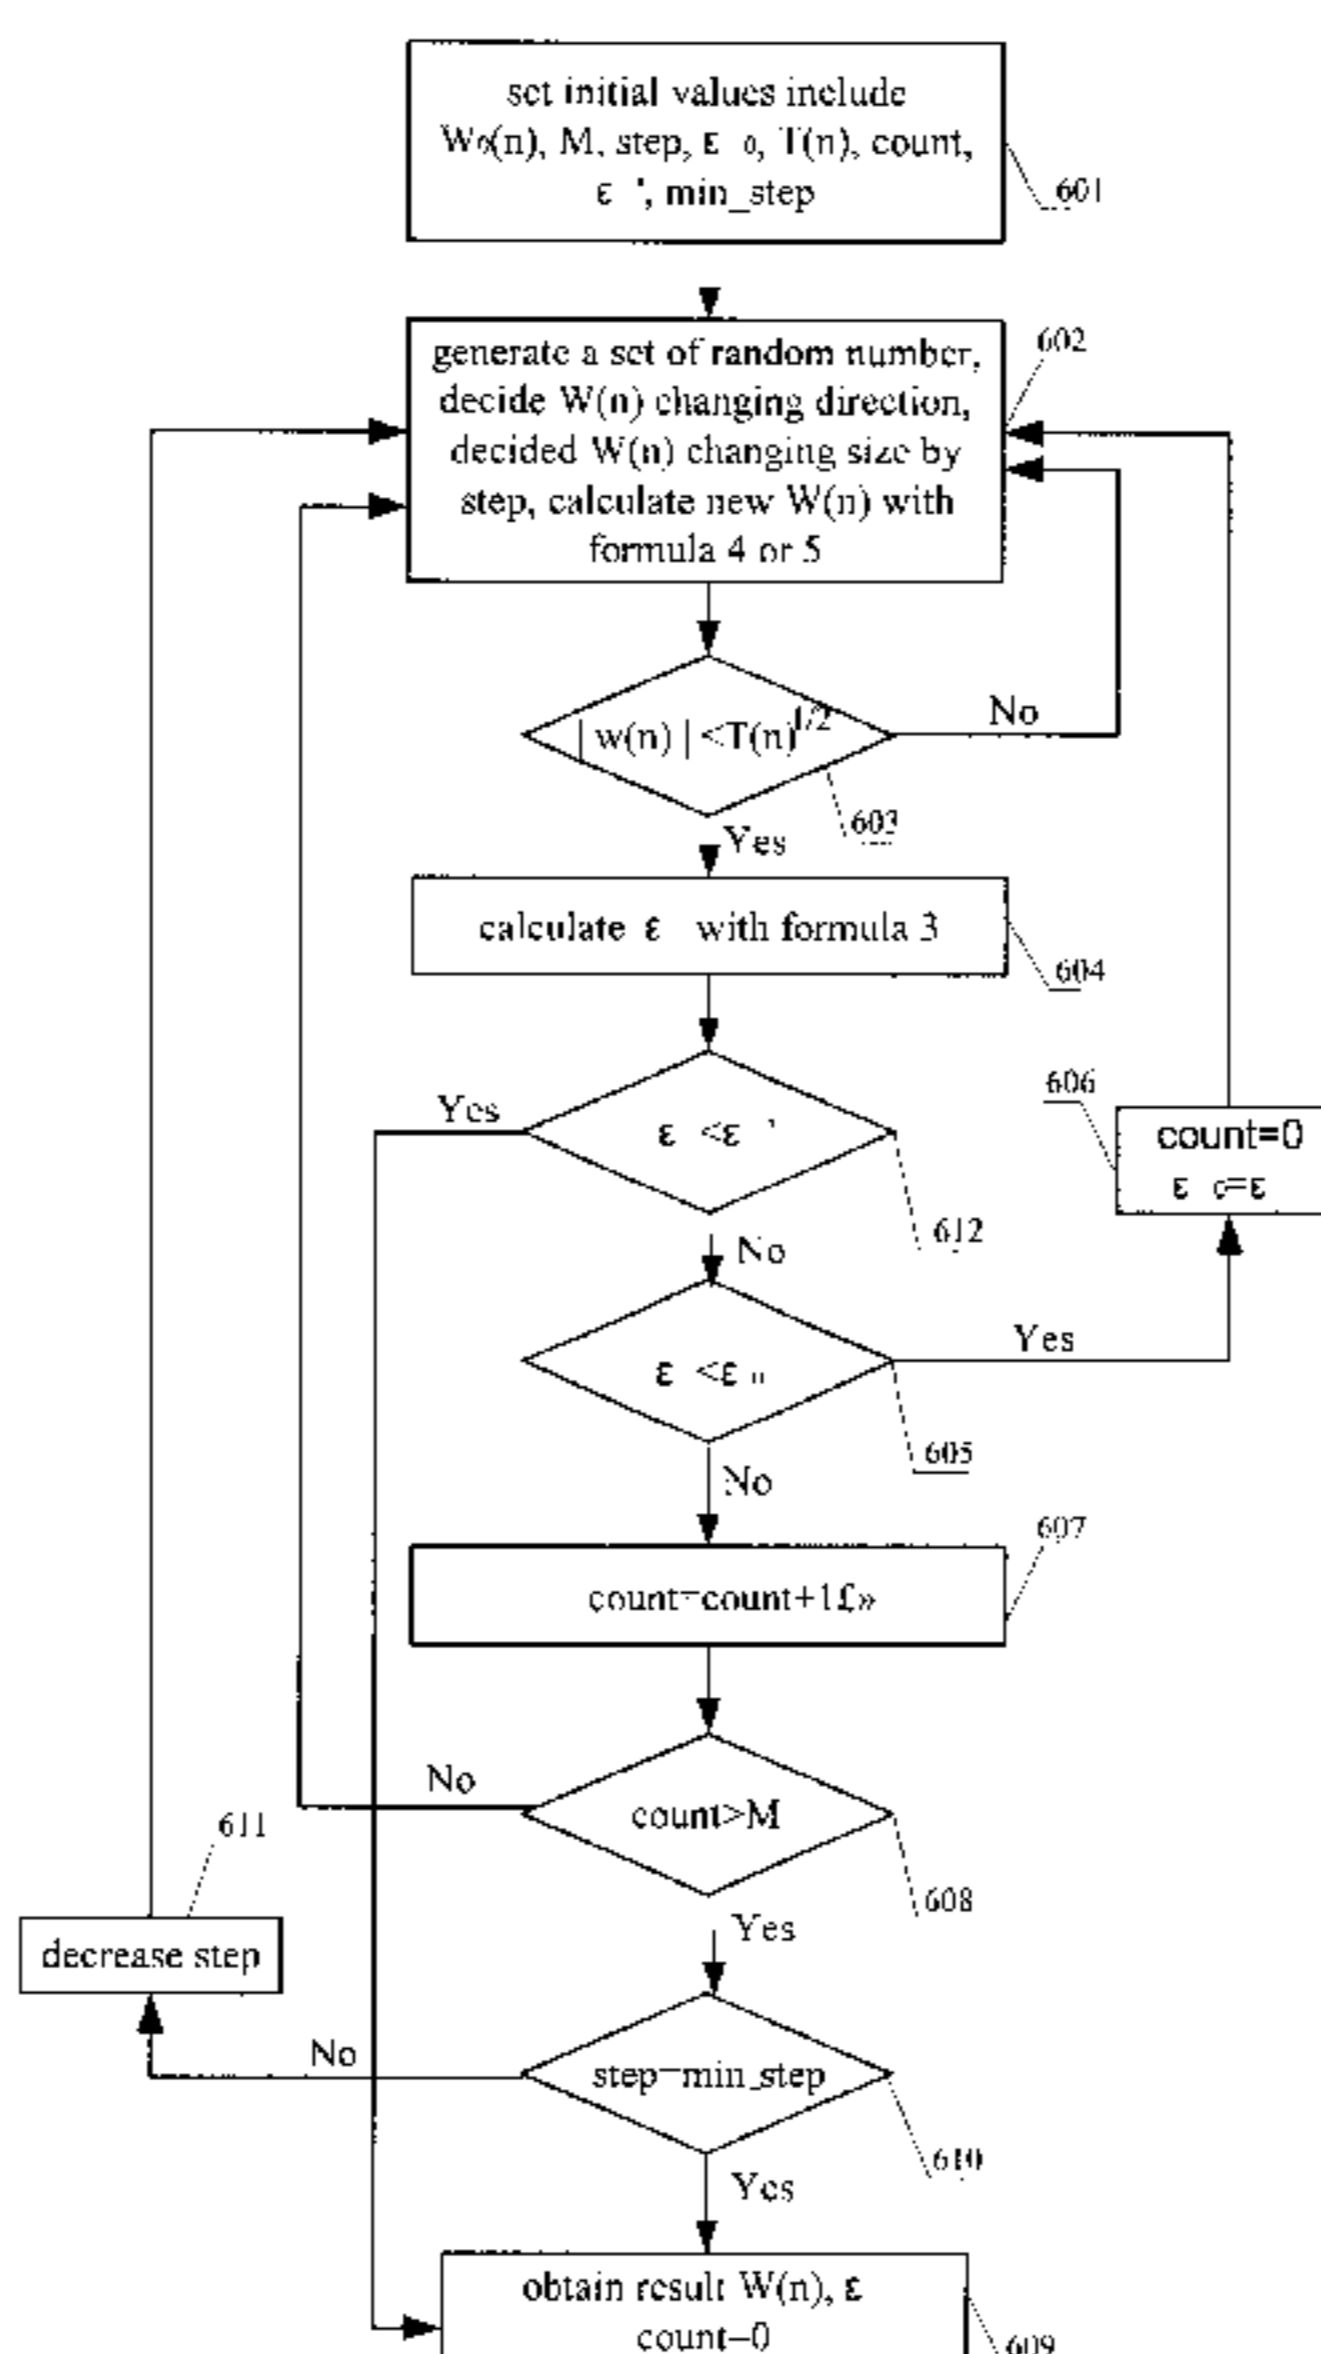 set initial values include
W₀(n), M, step, ε ₀, T(n), count,
ε ', min_step
601
generate a set of random number,
decide W(n) changing direction,
decided W(n) changing size by
step, calculate new W(n) with
formula 4 or 5
602
| w(n) | <T(n)^1/2
No
603
Yes
calculate ε with formula 3
604
Yes
ε <ε '
612
606
count=0
ε ₀=ε
No
ε <ε ₀
Yes
605
No
607
count=count+1£»
No
count>M
608
611
decrease step
Yes
No
step=min_step
610
Yes
obtain result W(n), ε
count=0
609